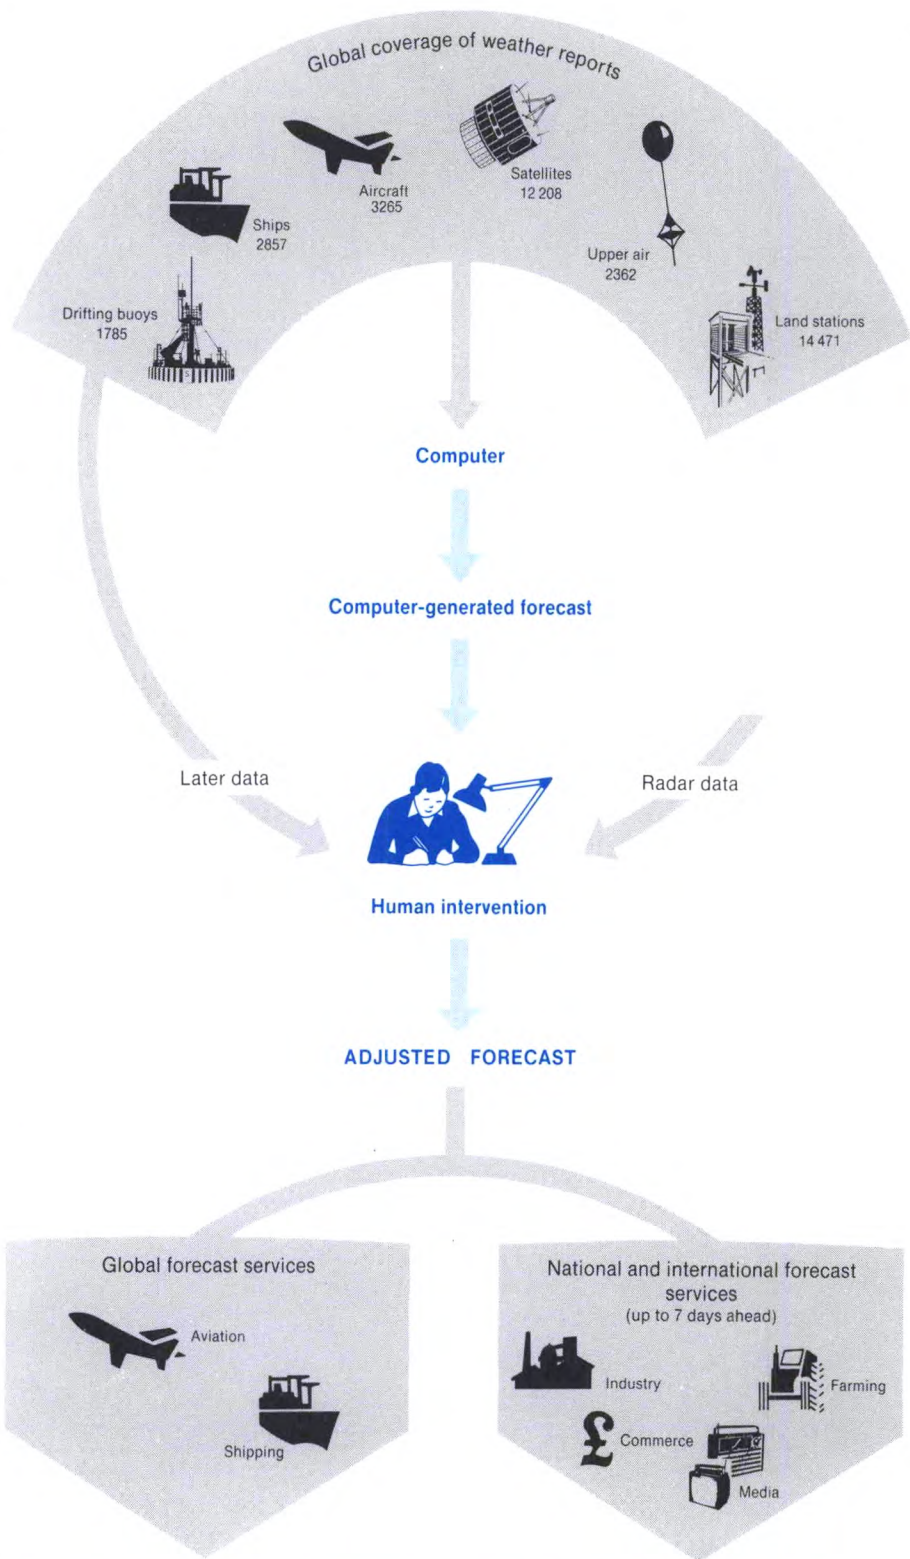 Global coverage of weather reports
Drifting buoys
1785
Ships
2857
Aircraft
3265
Satellites
12 208
Upper air
2362
Land stations
14 471
Computer
Computer-generated forecast
Later data
Radar data
Human intervention
ADJUSTED FORECAST
Global forecast services
Aviation
Shipping
National and international forecast
services
(up to 7 days ahead)
Industry
Farming
£
Commerce
Media